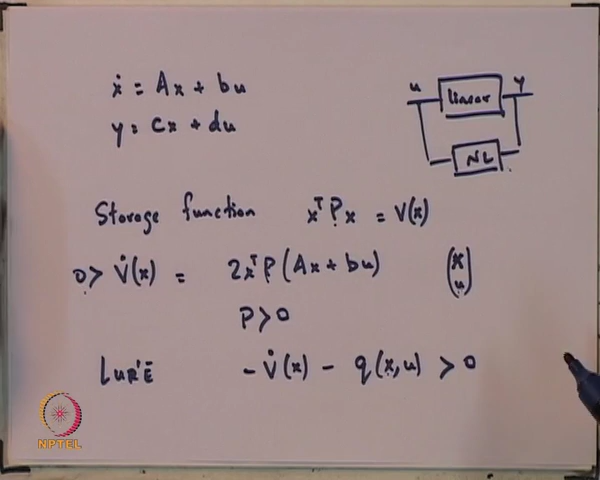 ẋ = Ax + bu
y = cx + du
u linear y
NL
Storage function xᵀPx = V(x)
0 > V̇(x) = 2xᵀP(Ax + bu) (x u)
P > 0
LUR'E -V̇(x) - q(x,u) > 0
NPTEL